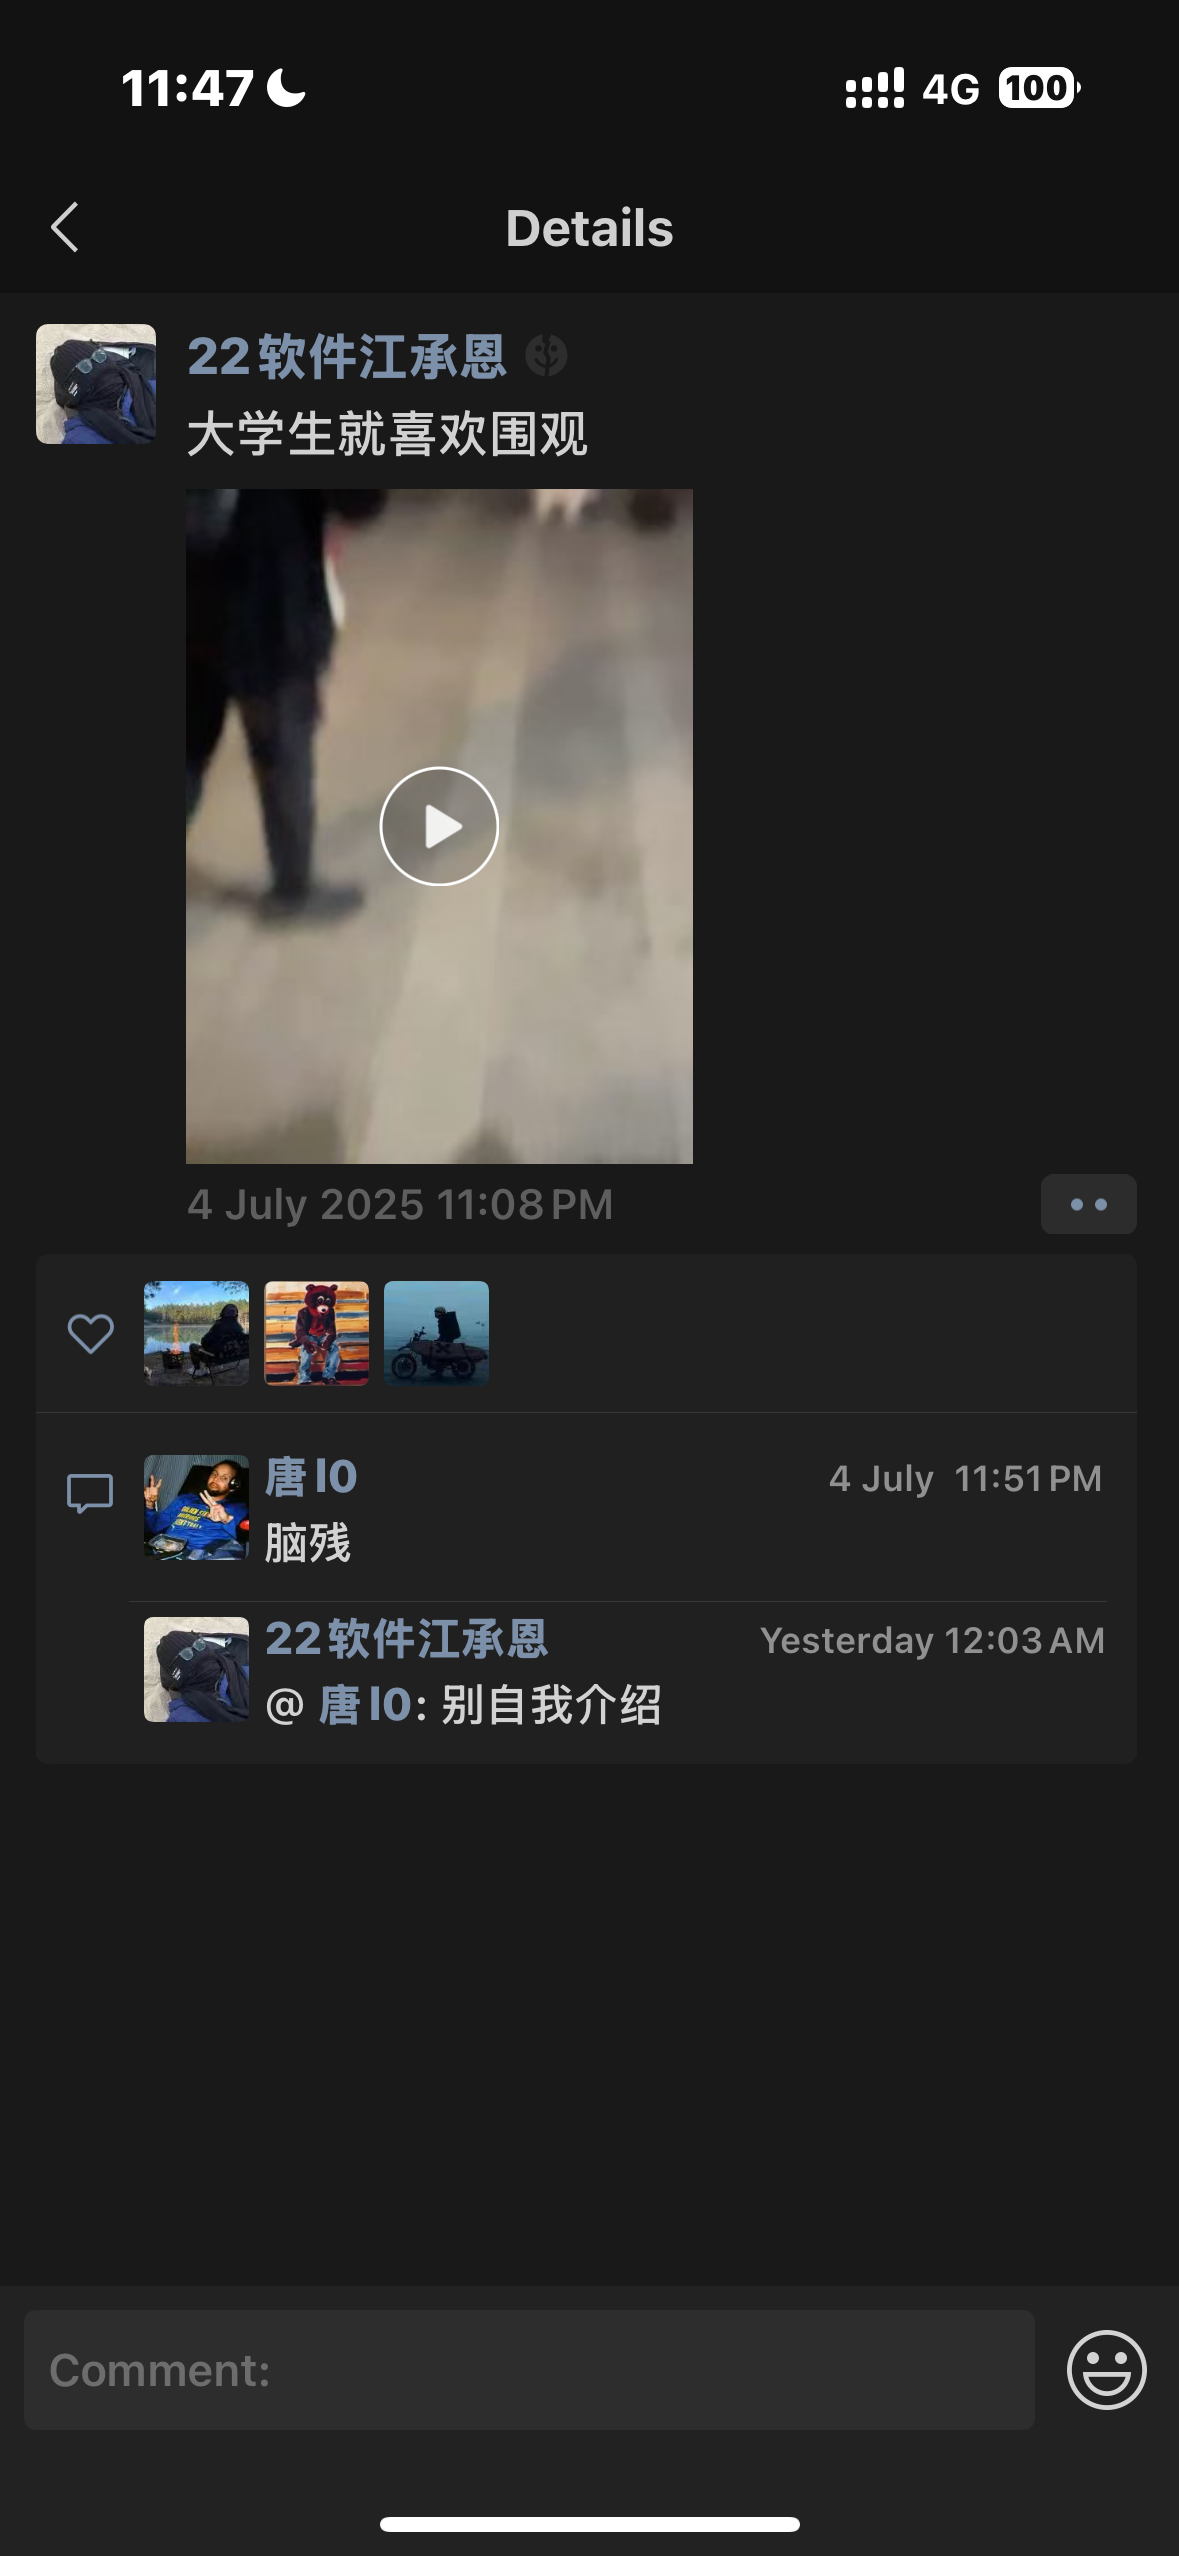 11:47
4G 100
Details
22软件江承恩
大学生就喜欢围观
4 July 2025 11:08 PM
唐l0
4 July 11:51 PM
脑残
22软件江承恩
Yesterday 12:03 AM
@ 唐l0: 别自我介绍
Comment: